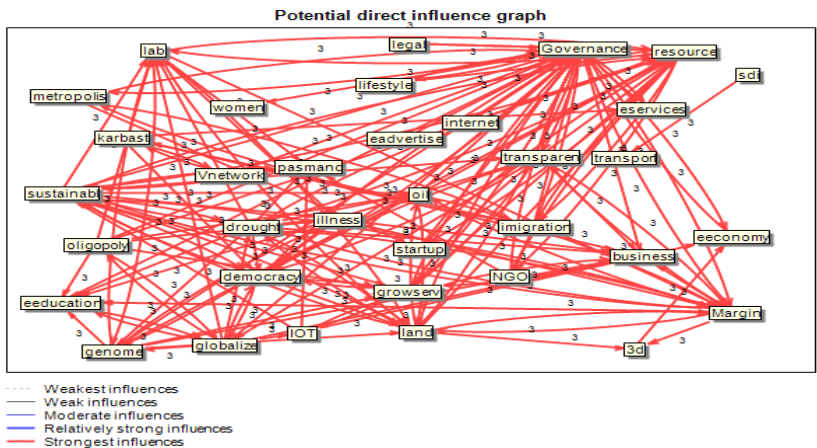 Potential direct influence graph
lab
legal
Governance
resource
sdi
metropolis
lifestyle
women
eservices
internet
karbast
eadvertise
transparen
transport
Vnetwork
pasmand
sustainabl
oil
illness
drought
imigration
oligopoly
startup
business
eeconomy
democracy
NGO
eeducation
growserv
Margin
IOT
land
genome
globalize
3d
Weakest influences
Weak influences
Moderate influences
Relatively strong influences
Strongest influences